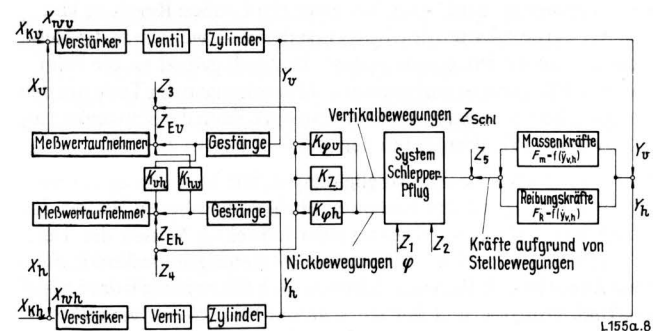 X_Kv X_wv
Verstärker Ventil Zylinder
X_v Y_v
Z_3
Vertikalbewegungen Z_Schl
Z_Ev
Meßwertaufnehmer Gestänge
K_φv
K_vh K_hv
K_Z
System
Schlepper
Pflug
Z_5
Massenkräfte
F_m=f(ÿ_v,h)
Y_v
Meßwertaufnehmer Gestänge
K_φh
Reibungskräfte
F_R=f(ẏ_v,h)
Y_h
Z_Eh
Z_4
Z_1 Z_2
Kräfte aufgrund von
Stellbewegungen
Nickbewegungen φ
X_h Y_h
X_Kh X_wh
Verstärker Ventil Zylinder
L155a.8